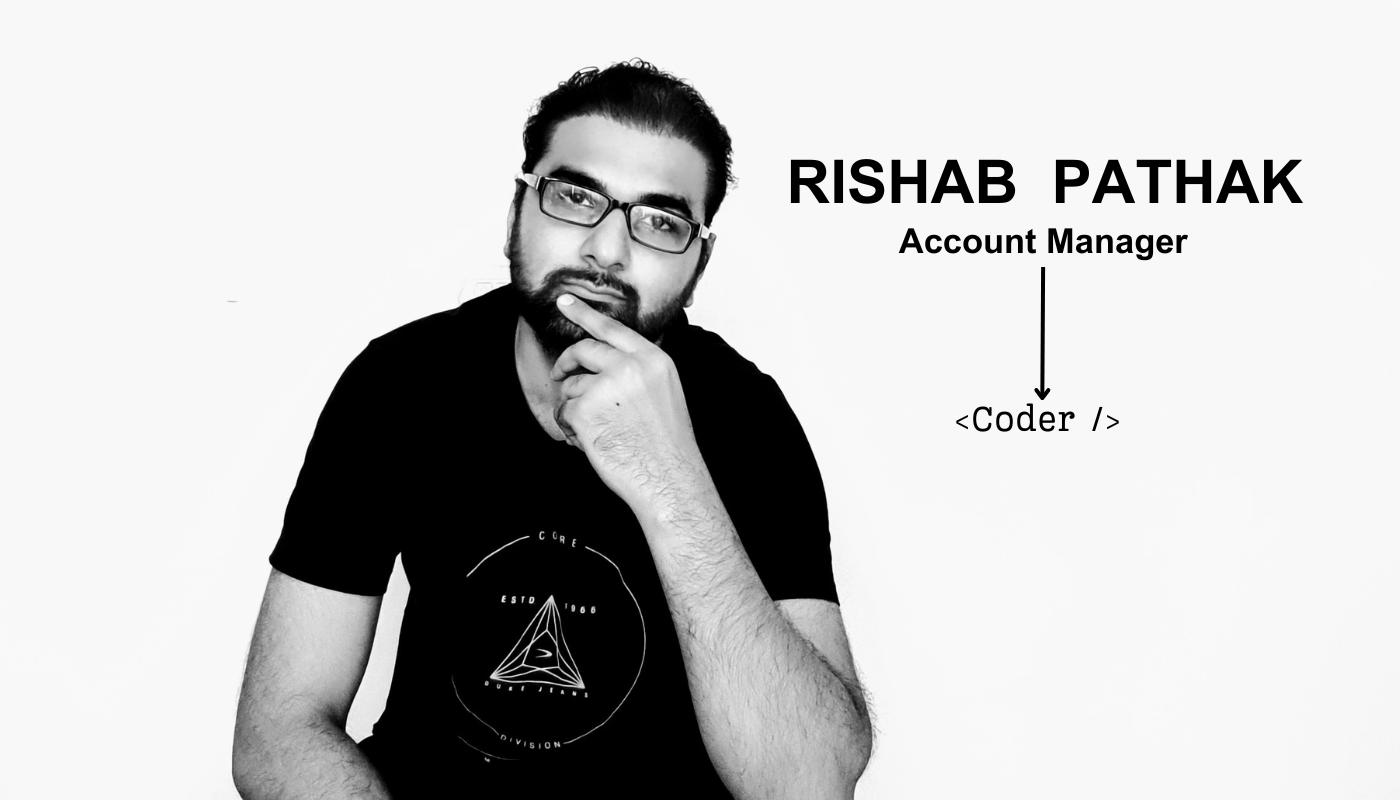 RISHAB PATHAK
Account Manager
<Coder />
CORE
ESTD 1966
DUKE JEANS
DIVISION